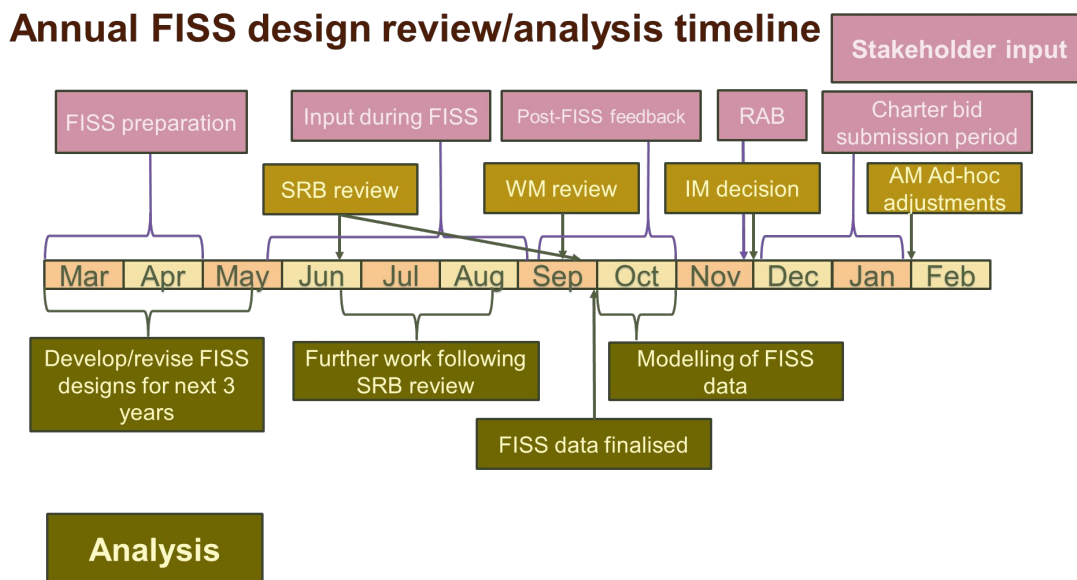 Annual FISS design review/analysis timeline
Stakeholder input
FISS preparation
Input during FISS
Post-FISS feedback
RAB
Charter bid
submission period
SRB review
WM review
IM decision
AM Ad-hoc
adjustments
Mar Apr May Jun Jul Aug Sep Oct Nov Dec Jan Feb
Develop/revise FISS
designs for next 3
years
Further work following
SRB review
Modelling of FISS
data
FISS data finalised
Analysis